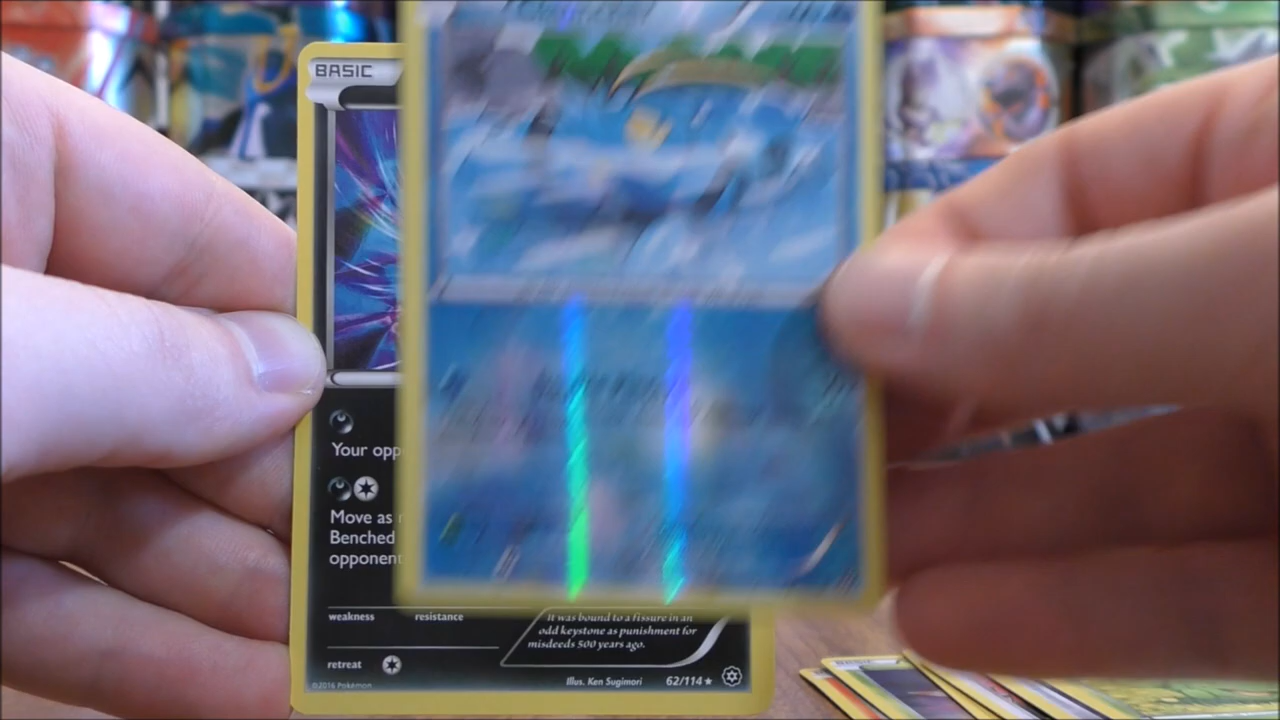 BASIC
Your opp
Move as
Benched
opponent
weakness resistance
It was bound to a fissure in an
odd keystone as punishment for
misdeeds 500 years ago.
retreat
©2016 Pokémon
Illus. Ken Sugimori
62/114